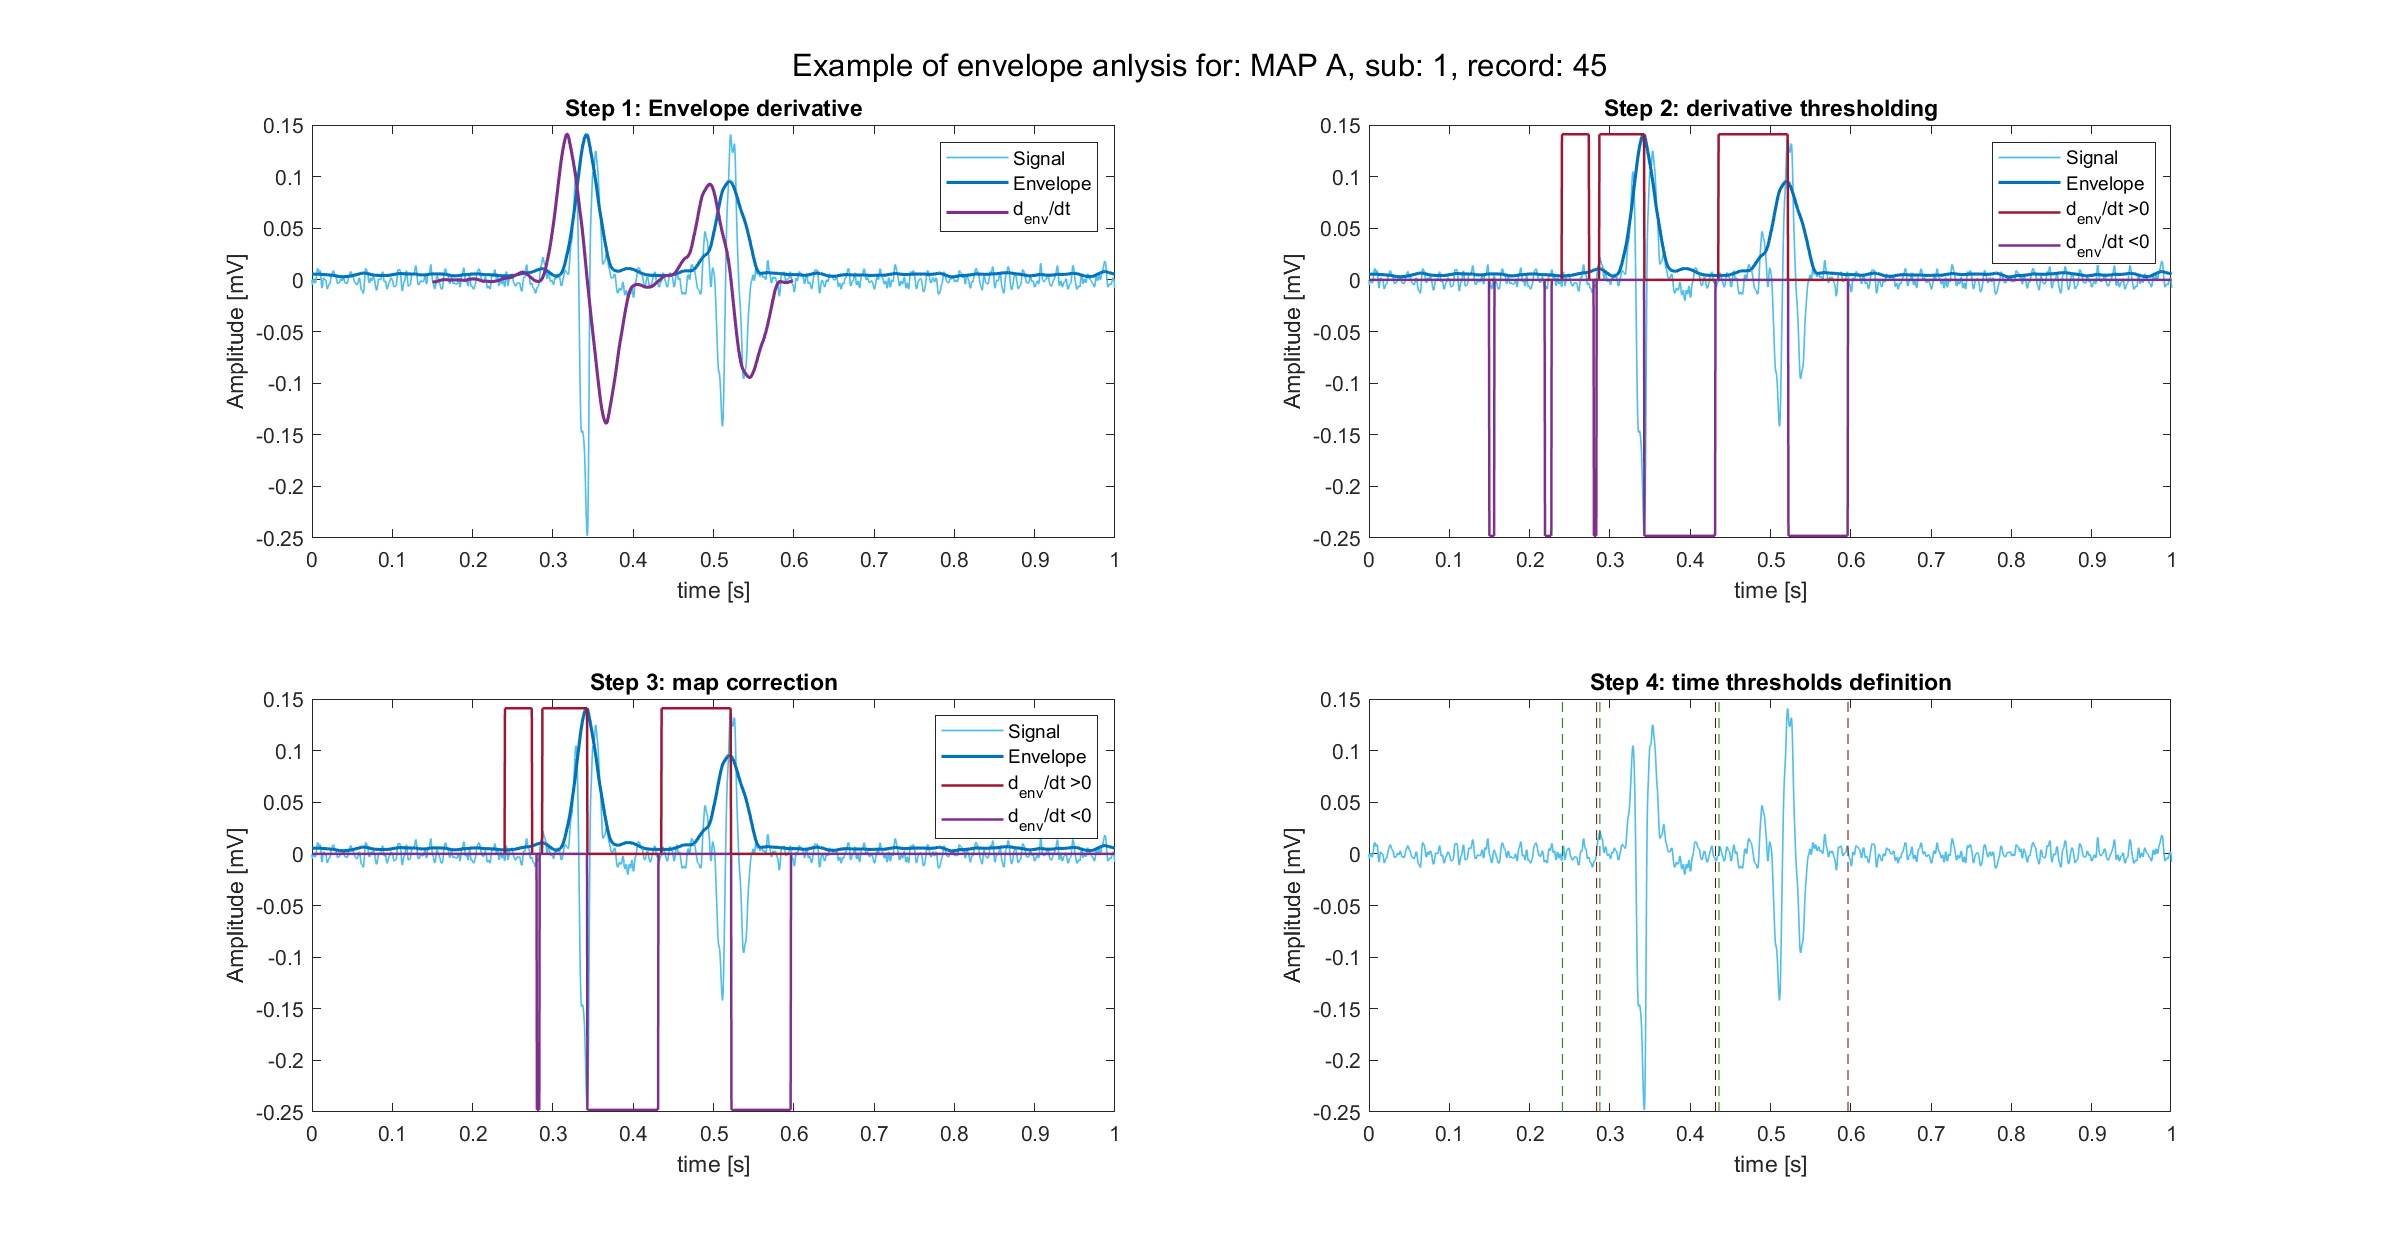 Example of envelope anlysis for: MAP A, sub: 1, record: 45
Step 1: Envelope derivative
0.15
0.1
0.05
0
-0.05
-0.1
-0.15
-0.2
-0.25
Amplitude [mV]
0 0.1 0.2 0.3 0.4 0.5 0.6 0.7 0.8 0.9 1
time [s]
Signal
Envelope
d_env/dt
Step 2: derivative thresholding
0.15
0.1
0.05
0
-0.05
-0.1
-0.15
-0.2
-0.25
Amplitude [mV]
0 0.1 0.2 0.3 0.4 0.5 0.6 0.7 0.8 0.9 1
time [s]
Signal
Envelope
d_env/dt >0
d_env/dt <0
Step 3: map correction
0.15
0.1
0.05
0
-0.05
-0.1
-0.15
-0.2
-0.25
Amplitude [mV]
0 0.1 0.2 0.3 0.4 0.5 0.6 0.7 0.8 0.9 1
time [s]
Signal
Envelope
d_env/dt >0
d_env/dt <0
Step 4: time thresholds definition
0.15
0.1
0.05
0
-0.05
-0.1
-0.15
-0.2
-0.25
Amplitude [mV]
0 0.1 0.2 0.3 0.4 0.5 0.6 0.7 0.8 0.9 1
time [s]